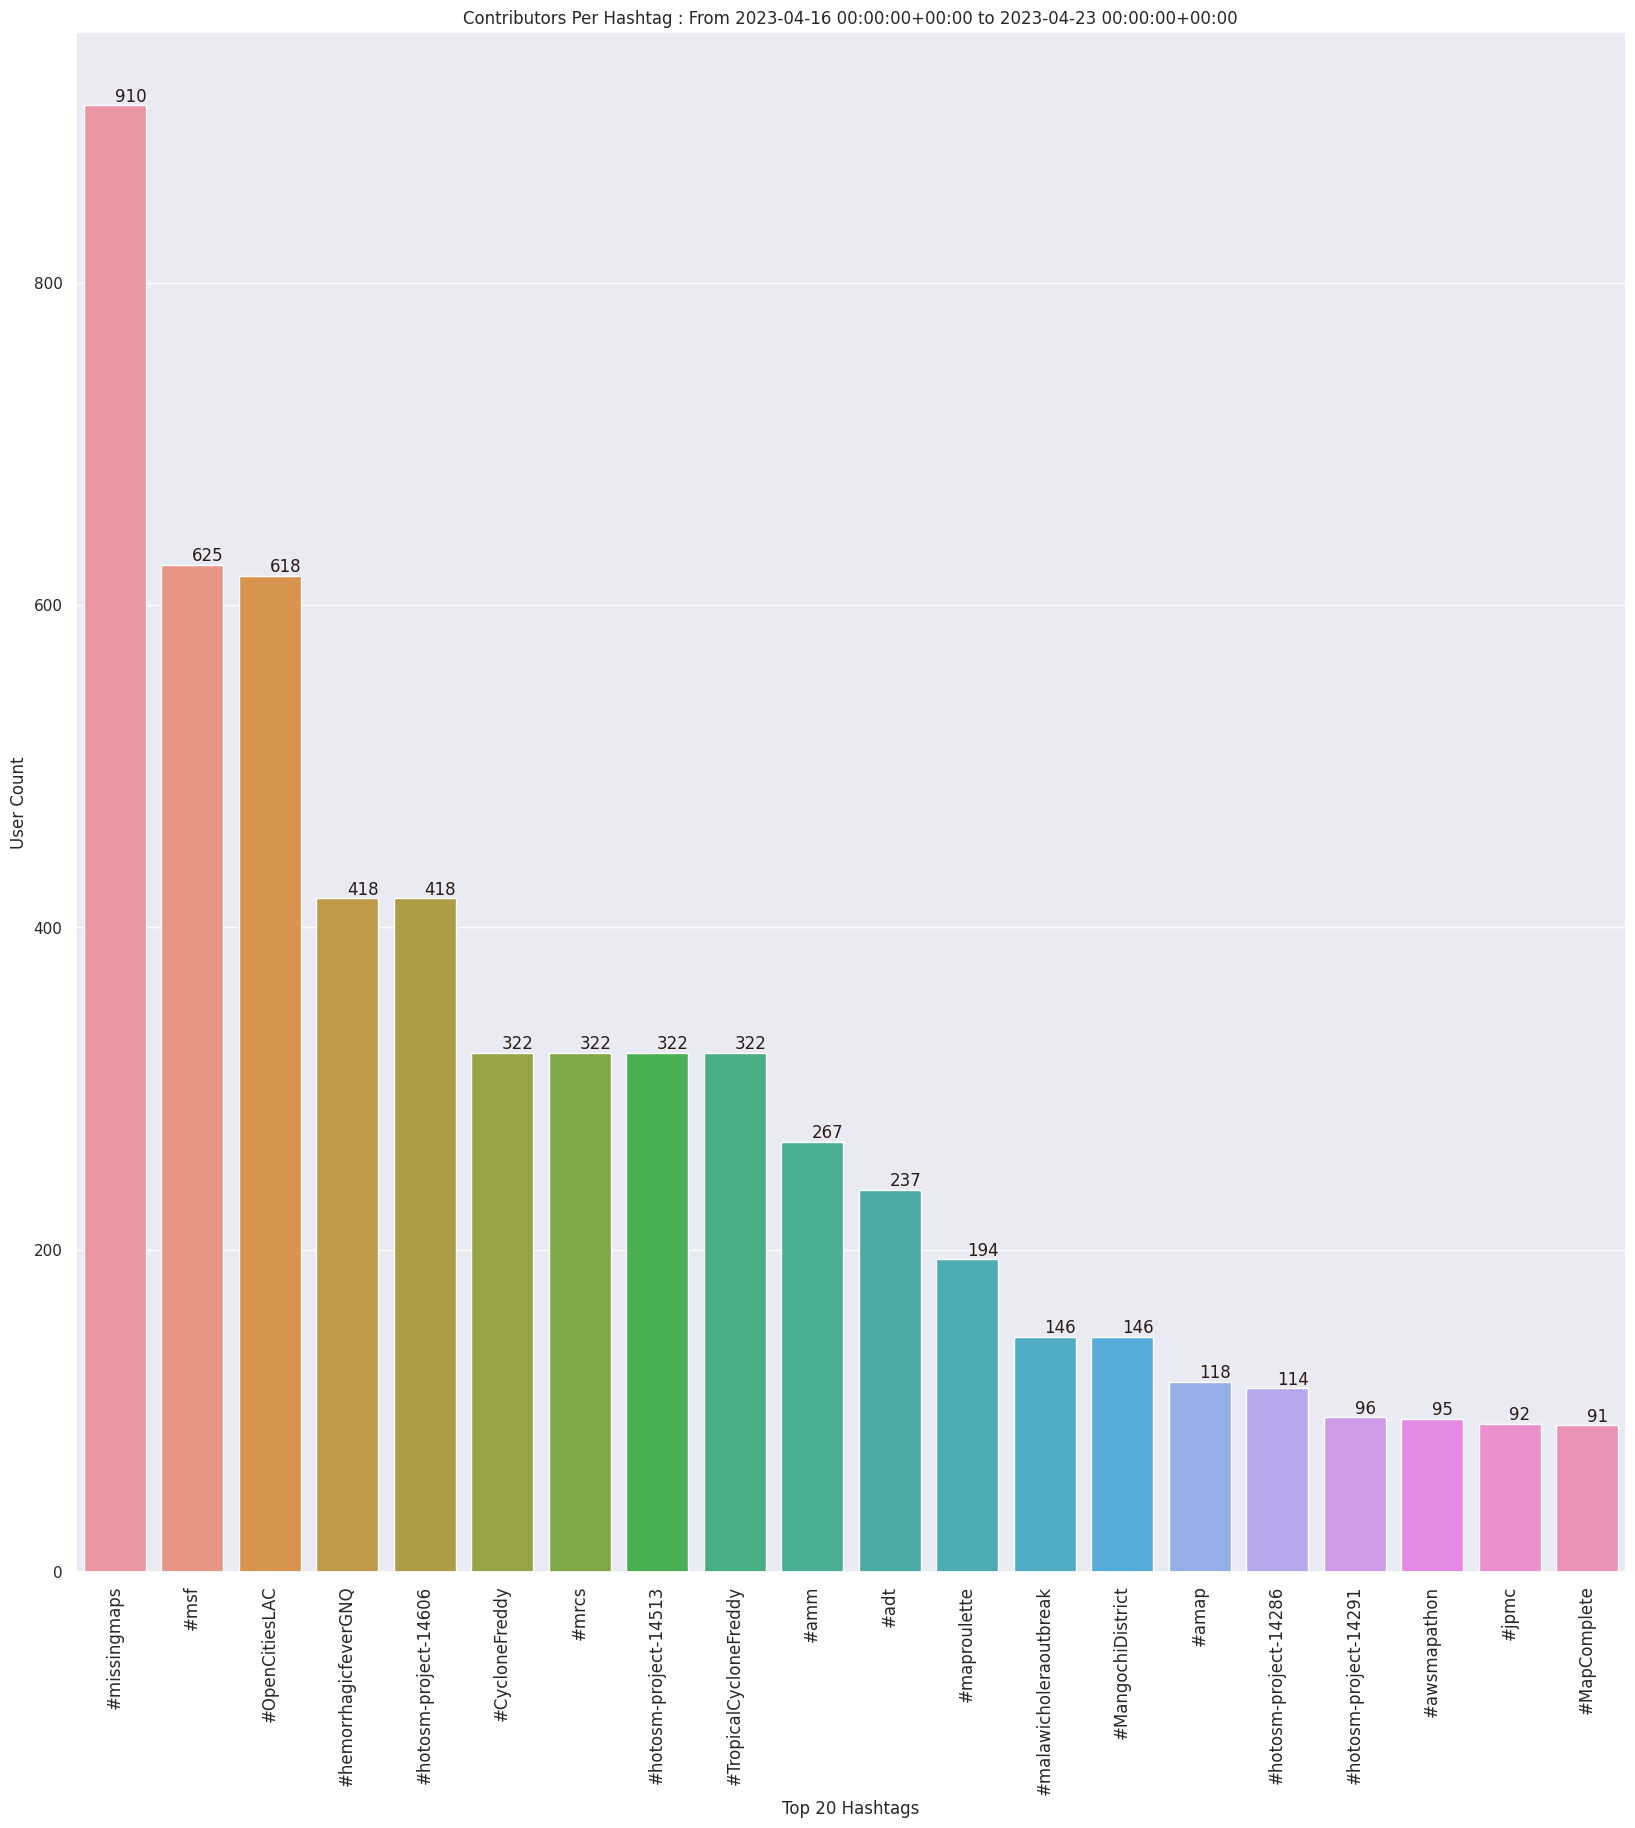 Contributors Per Hashtag : From 2023-04-16 00:00:00+00:00 to 2023-04-23 00:00:00+00:00
User Count
800
600
400
200
0
910
625
618
418
418
322
322
322
322
267
237
194
146
146
118
114
96
95
92
91
#missingmaps
#msf
#OpenCitiesLAC
#hemorrhagicfeverGNQ
#hotosm-project-14606
#CycloneFreddy
#mrcs
#hotosm-project-14513
#TropicalCycloneFreddy
#amm
#adt
#maproulette
#malawicholeraoutbreak
#MangochiDistrict
#amap
#hotosm-project-14286
#hotosm-project-14291
#awsmapathon
#jpmc
#MapComplete
Top 20 Hashtags